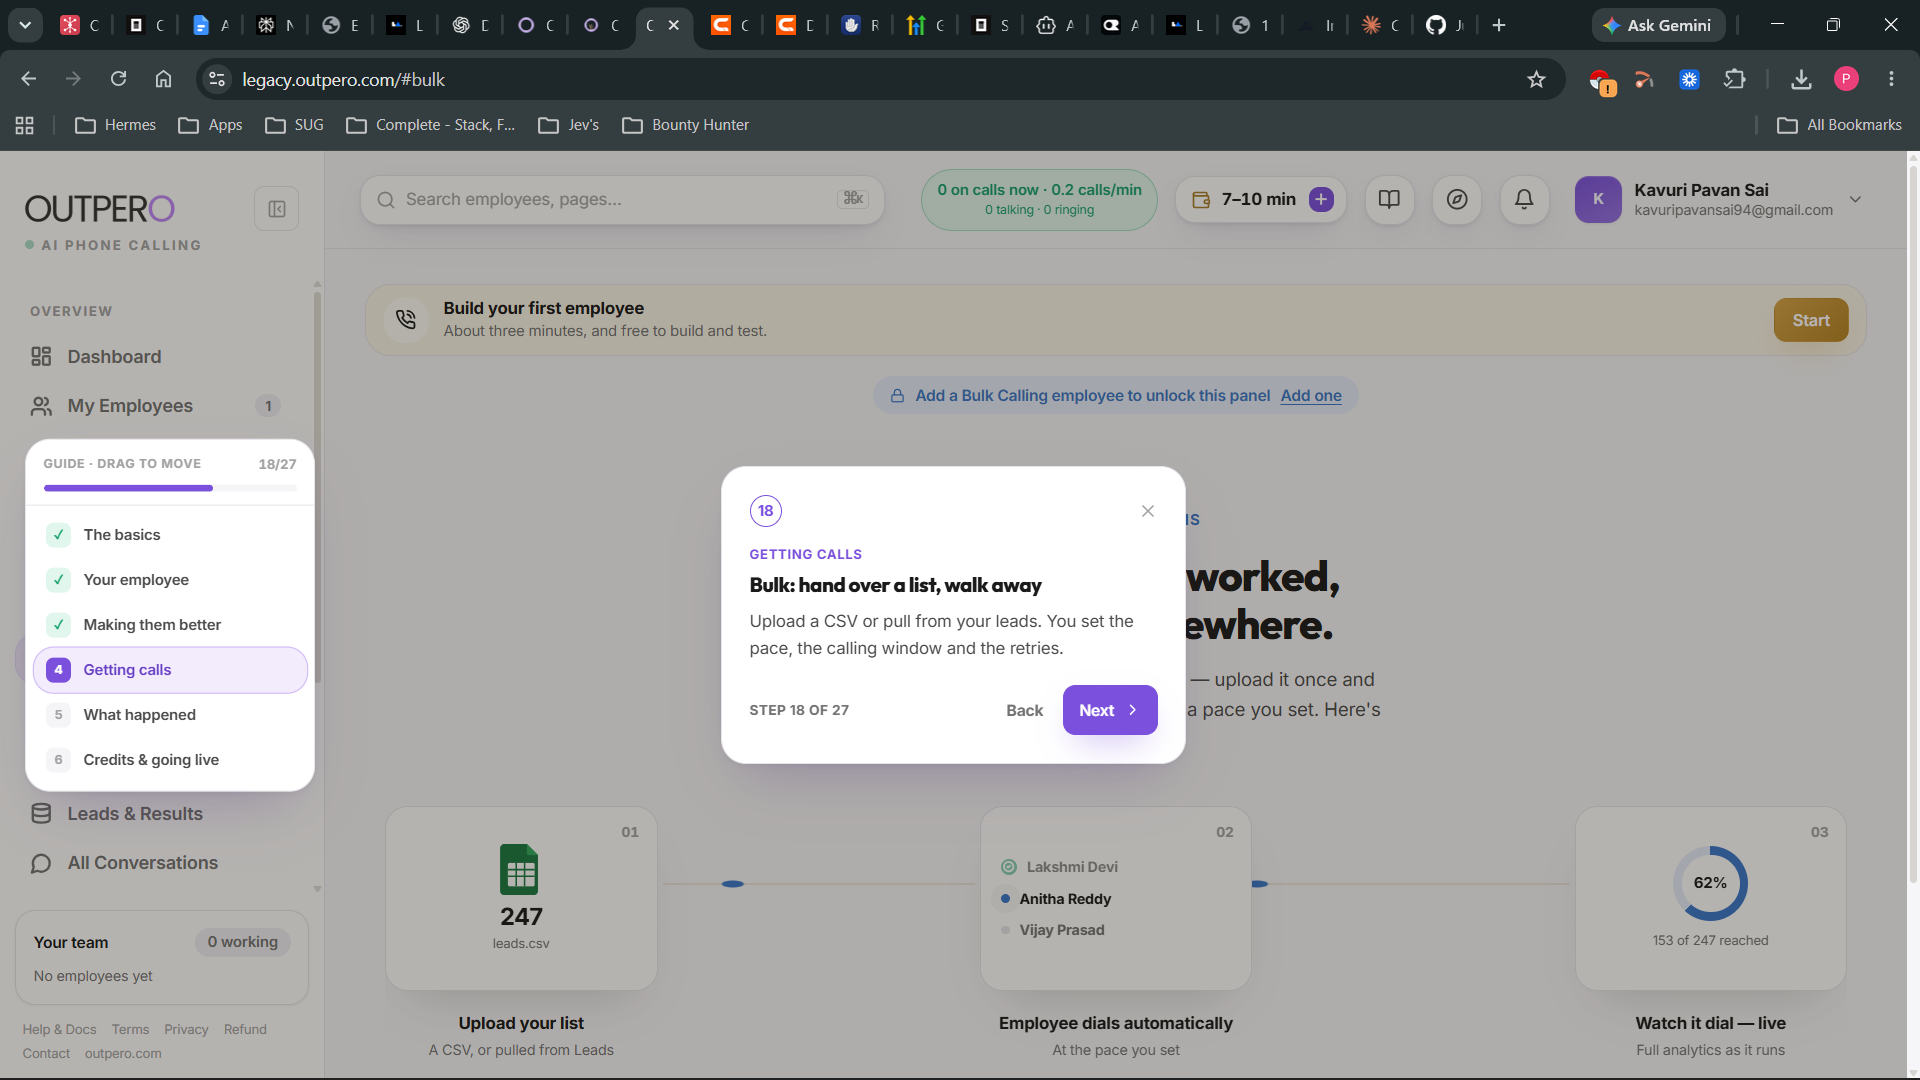 Ask Gemini
legacy.outpero.com/#bulk
P
Hermes
Apps
SUG
Complete - Stack, F...
Jev's
Bounty Hunter
All Bookmarks
OUTPERO
AI PHONE CALLING
Search employees, pages...
⌘K
0 on calls now · 0.2 calls/min
0 talking · 0 ringing
7–10 min
K
Kavuri Pavan Sai
kavuripavansai94@gmail.com
OVERVIEW
Dashboard
My Employees
1
GUIDE · DRAG TO MOVE
18/27
The basics
Your employee
Making them better
4
Getting calls
5
What happened
6
Credits & going live
Leads & Results
All Conversations
Your team
0 working
No employees yet
Help & Docs
Terms
Privacy
Refund
Contact
outpero.com
Build your first employee
About three minutes, and free to build and test.
Start
Add a Bulk Calling employee to unlock this panel
Add one
18
GETTING CALLS
Bulk: hand over a list, walk away
Upload a CSV or pull from your leads. You set the
pace, the calling window and the retries.
STEP 18 OF 27
Back
Next
worked,
ewhere.
— upload it once and
a pace you set. Here's
01
247
leads.csv
Upload your list
A CSV, or pulled from Leads
02
Lakshmi Devi
Anitha Reddy
Vijay Prasad
Employee dials automatically
At the pace you set
03
62%
153 of 247 reached
Watch it dial — live
Full analytics as it runs